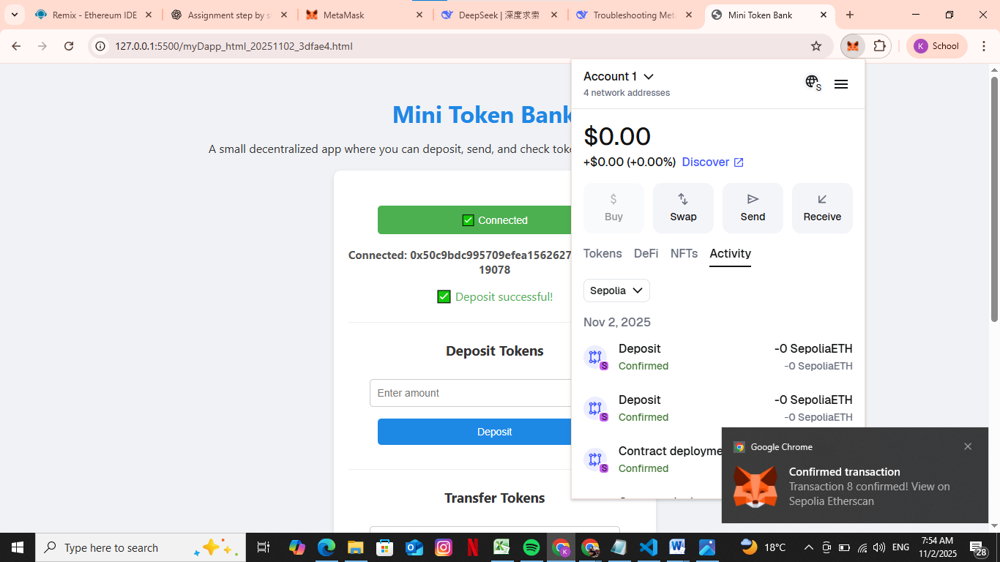 Remix - Ethereum IDE
Assignment step by s
MetaMask
DeepSeek | 深度求索
Troubleshooting Met
Mini Token Bank
127.0.0.1:5500/myDapp_html_20251102_3dfae4.html
K
School
Mini Token Bank
A small decentralized app where you can deposit, send, and check
Connected
Connected: 0x50c9bdc995709efea1562627
19078
Deposit successful!
Deposit Tokens
Enter amount
Deposit
Transfer Tokens
Account 1
4 network addresses
S
$0.00
+$0.00 (+0.00%) Discover
$
Buy
Swap
Send
Receive
Tokens
DeFi
NFTs
Activity
Sepolia
Nov 2, 2025
Deposit
-0 SepoliaETH
S
Confirmed
-0 SepoliaETH
Deposit
-0 SepoliaETH
S
Confirmed
-0 SepoliaETH
Contract deployme
S
Confirmed
Google Chrome
Confirmed transaction
Transaction 8 confirmed! View on
Sepolia Etherscan
Type here to search
18°C
ENG
7:54 AM
11/2/2025
28